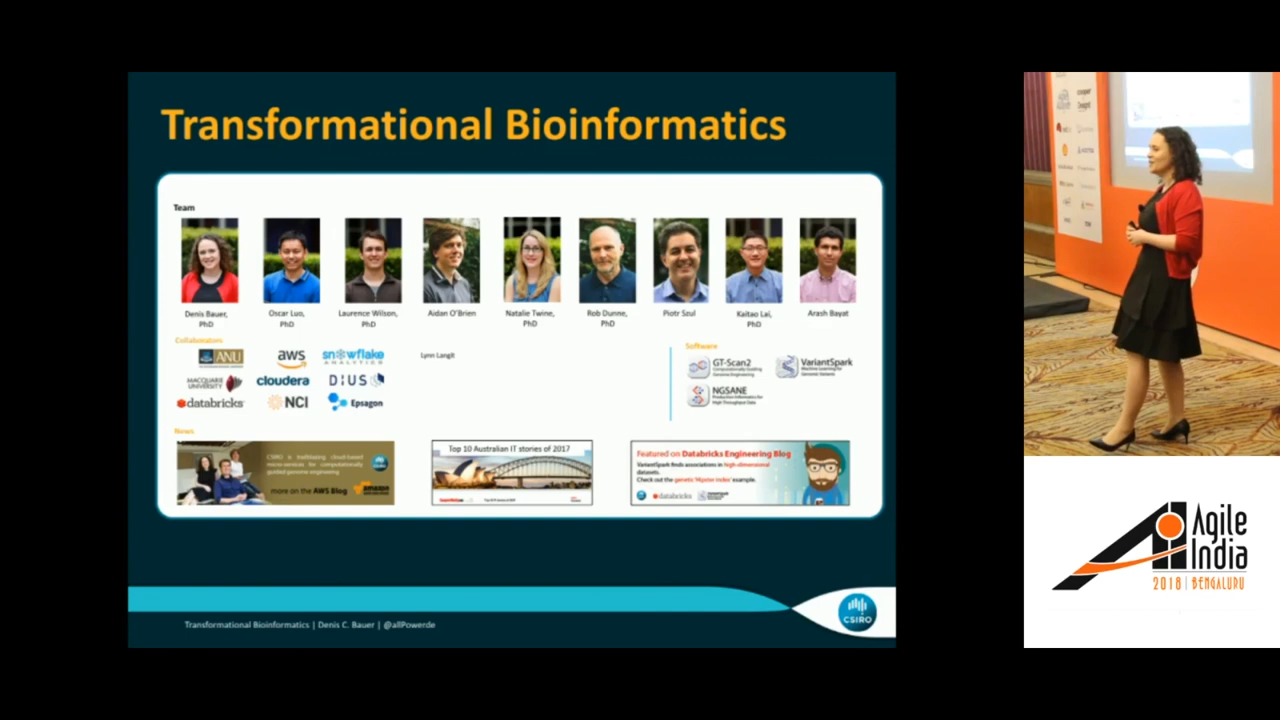 Transformational Bioinformatics
Team
Denis Bauer, PhD
Oscar Luo, PhD
Laurence Wilson, PhD
Aidan O'Brien
Natalie Twine, PhD
Rob Dunne, PhD
Piotr Szul
Kaitao Lai, PhD
Arash Bayat
Collaborators
ANU
aws
snowflake
ANALYTICS
MACQUARIE
University
cloudera
DIUS
databricks
NCI
Epsagon
Lynn Langit
Software
GT-Scan2
Computationally Guiding
Genome Engineering
VariantSpark
Machine Learning for
Genomic Variants
NGSANE
Production Informatics for
High Throughput Data
News
CSIRO is trailblazing cloud-based
micro-services for computationally
guided genome engineering
more on the AWS Blog
amazon
Top 10 Australian IT stories of 2017
Featured on Databricks Engineering Blog
VariantSpark finds associations in high-dimensional
datasets.
Check out the genetic 'Hipster Index' example.
databricks
VariantSpark
Transformational Bioinformatics | Denis C. Bauer | @allPowerde
CSIRO
Agile
India
2018 | BENGALURU